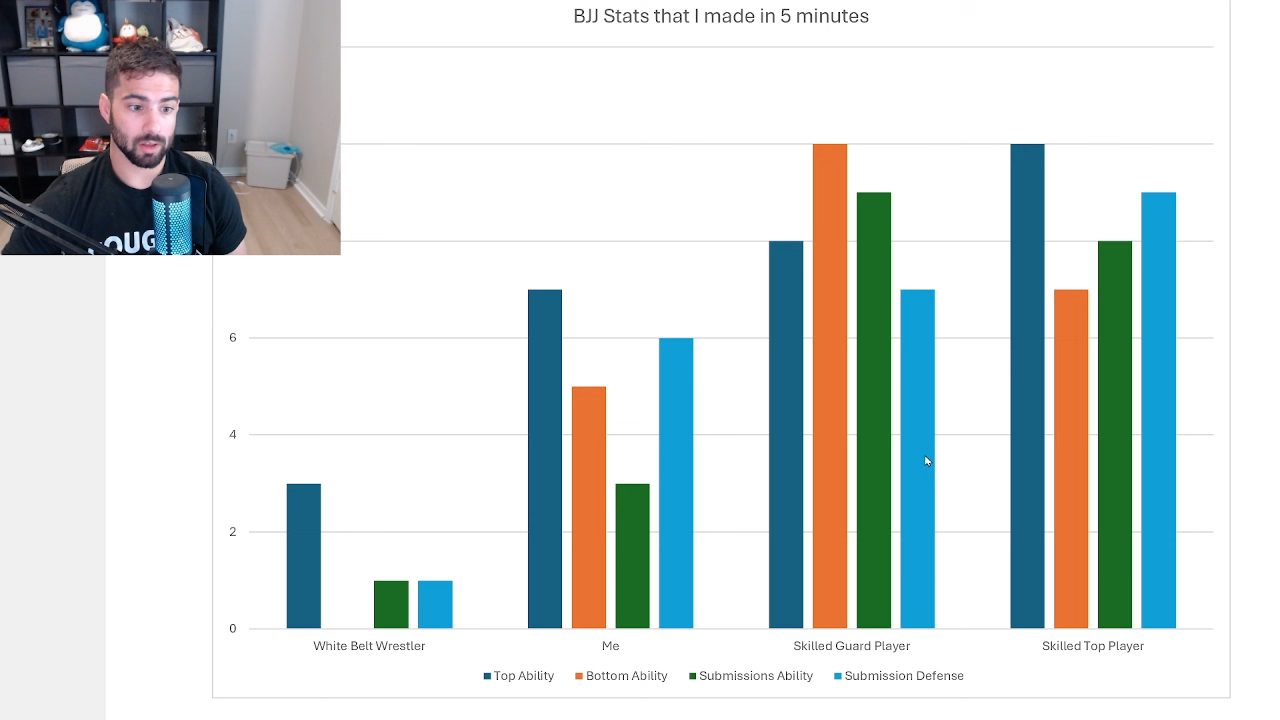 BJJ Stats that I made in 5 minutes
OUG
6
4
2
0
White Belt Wrestler Me Skilled Guard Player Skilled Top Player
Top Ability Bottom Ability Submissions Ability Submission Defense